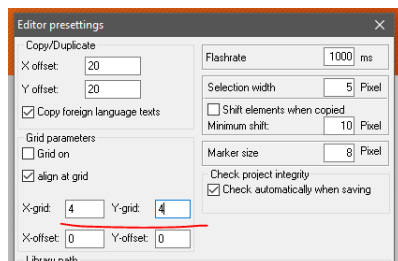 Editor presettings
Copy/Duplicate
X offset: 20
Y offset: 20
Copy foreign language texts
Grid parameters
Grid on
align at grid
X-grid: 4 Y-grid: 4
X-offset: 0 Y-offset: 0
Library path
Flashrate 1000 ms
Selection width 5 Pixel
Shift elements when copied
Minimum shift: 10 Pixel
Marker size 8 Pixel
Check project integrity
Check automatically when saving